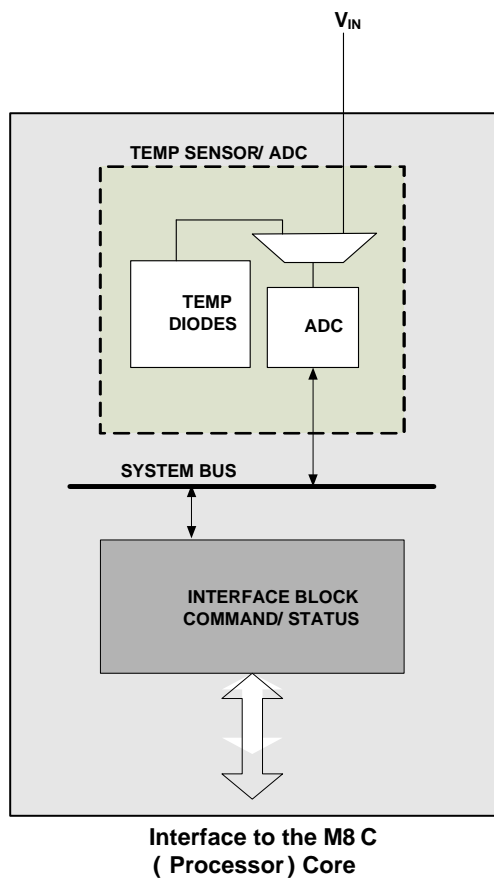 VIN
TEMP SENSOR/ ADC
TEMP
DIODES
ADC
SYSTEM BUS
INTERFACE BLOCK
COMMAND/ STATUS
Interface to the M8 C
( Processor ) Core